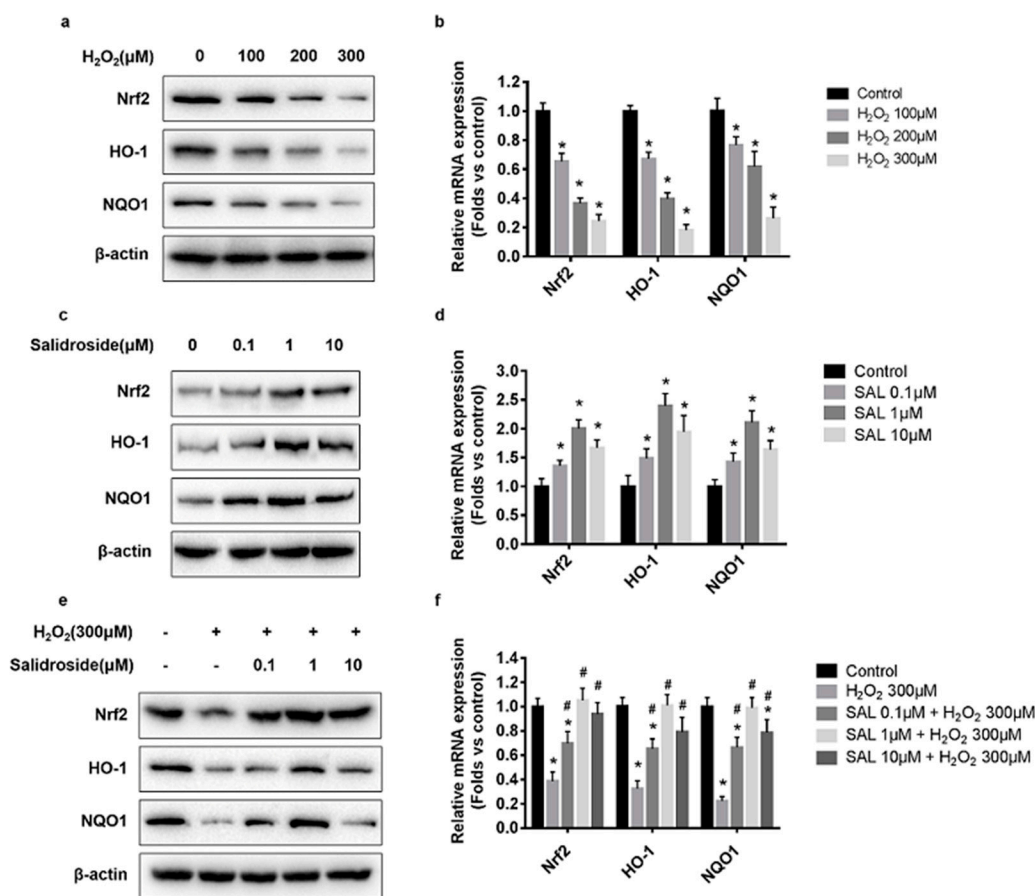 a
H₂O₂(μM) 0 100 200 300
Nrf2
HO-1
NQO1
β-actin
b
Relative mRNA expression
(Folds vs control)
1.2
1.0
0.8
0.6
0.4
0.2
0
* * *
* * *
* * *
Nrf2 HO-1 NQO1
Control
H₂O₂ 100μM
H₂O₂ 200μM
H₂O₂ 300μM
c
Salidroside(μM) 0 0.1 1 10
Nrf2
HO-1
NQO1
β-actin
d
Relative mRNA expression
(Folds vs control)
3.0
2.5
2.0
1.5
1.0
0.5
0.0
* * *
* * *
* * *
Nrf2 HO-1 NQO1
Control
SAL 0.1μM
SAL 1μM
SAL 10μM
e
H₂O₂(300μM) - + + + +
Salidroside(μM) - - 0.1 1 10
Nrf2
HO-1
NQO1
β-actin
f
Relative mRNA expression
(Folds vs control)
1.4
1.2
1.0
0.8
0.6
0.4
0.2
0.0
# # #
* *
# # #
* *
# # #
* * *
Nrf2 HO-1 NQO1
Control
H₂O₂ 300μM
SAL 0.1μM + H₂O₂ 300μM
SAL 1μM + H₂O₂ 300μM
SAL 10μM + H₂O₂ 300μM